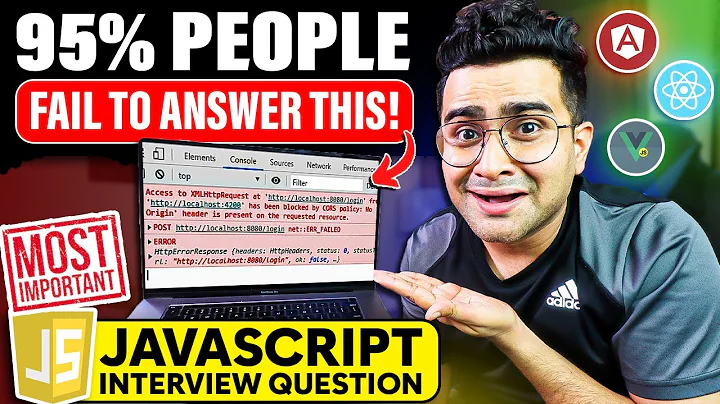 95% PEOPLE
FAIL TO ANSWER THIS!
Elements Console Sources Network Performance
top Filter
Access to XMLHttpRequest at 'http://localhost:8080/login'
'http://localhost:4200' has been blocked by CORS policy: No
Origin' header is present on the requested resource.
POST http://localhost:8080/login net::ERR_FAILED
ERROR
HttpErrorResponse {headers: HttpHeaders, status: 0,
"http://localhost:8080/login", ok: false, …}
MOST
IMPORTANT
JS
JAVASCRIPT
INTERVIEW QUESTION
A
V
JS
adidas